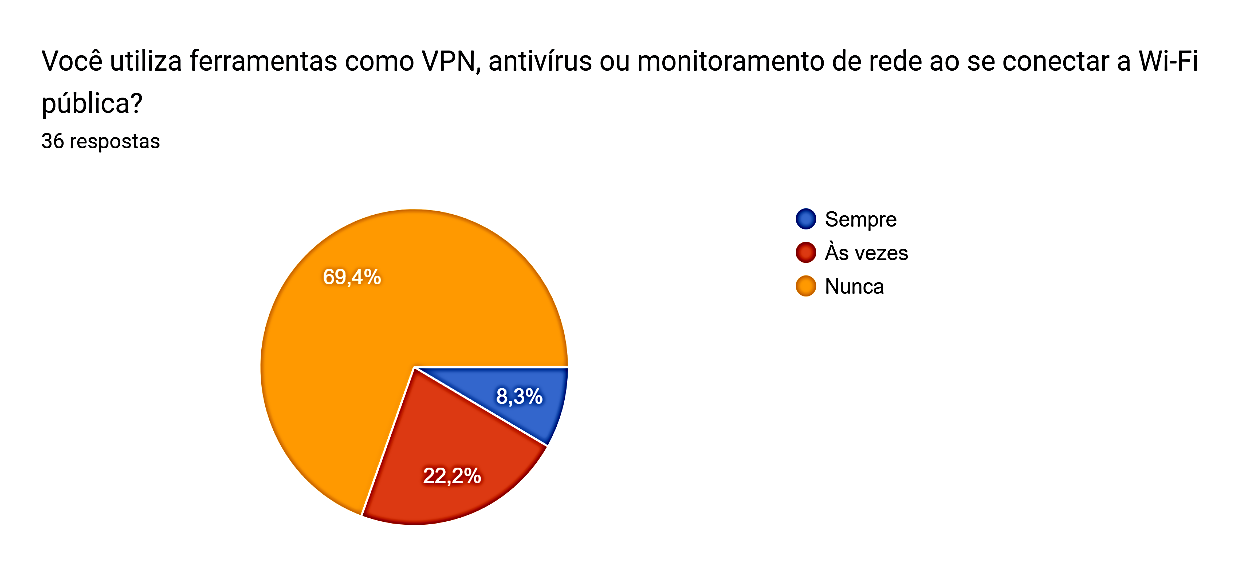 Você utiliza ferramentas como VPN, antivírus ou monitoramento de rede ao se conectar a Wi-Fi
pública?
36 respostas
Sempre
Às vezes
Nunca
69,4%
8,3%
22,2%